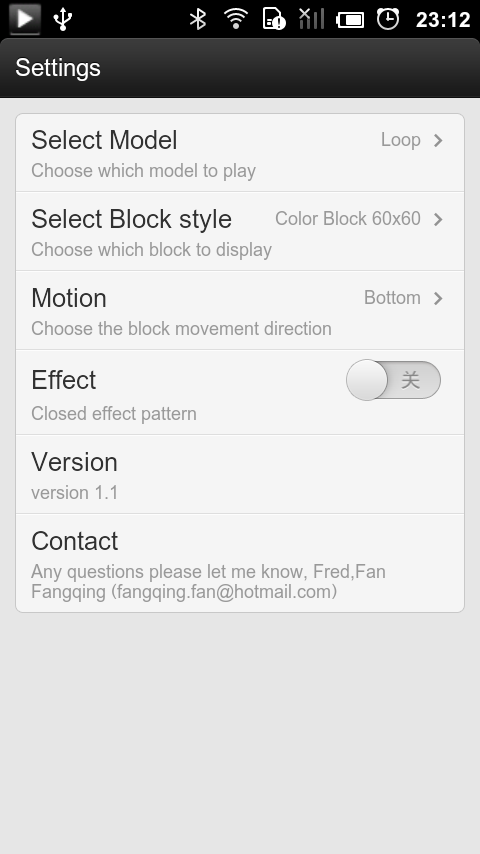 23:12
Settings
Select Model
Loop
Choose which model to play
Select Block style
Color Block 60x60
Choose which block to display
Motion
Bottom
Choose the block movement direction
Effect
关
Closed effect pattern
Version
version 1.1
Contact
Any questions please let me know, Fred,Fan
Fangqing (fangqing.fan@hotmail.com)